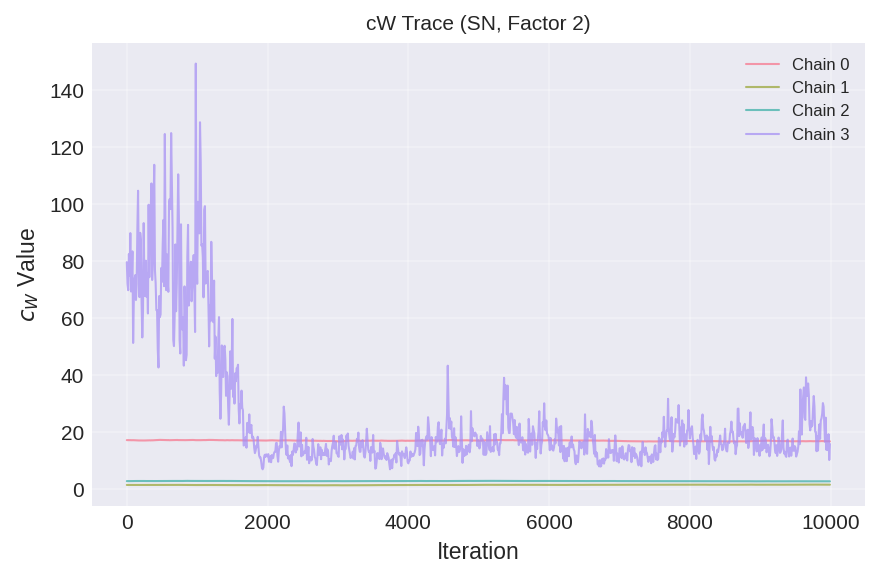 cW Trace (SN, Factor 2)
140
120
100
80
60
40
20
0
c_W Value
Chain 0
Chain 1
Chain 2
Chain 3
0
2000
4000
6000
8000
10000
Iteration